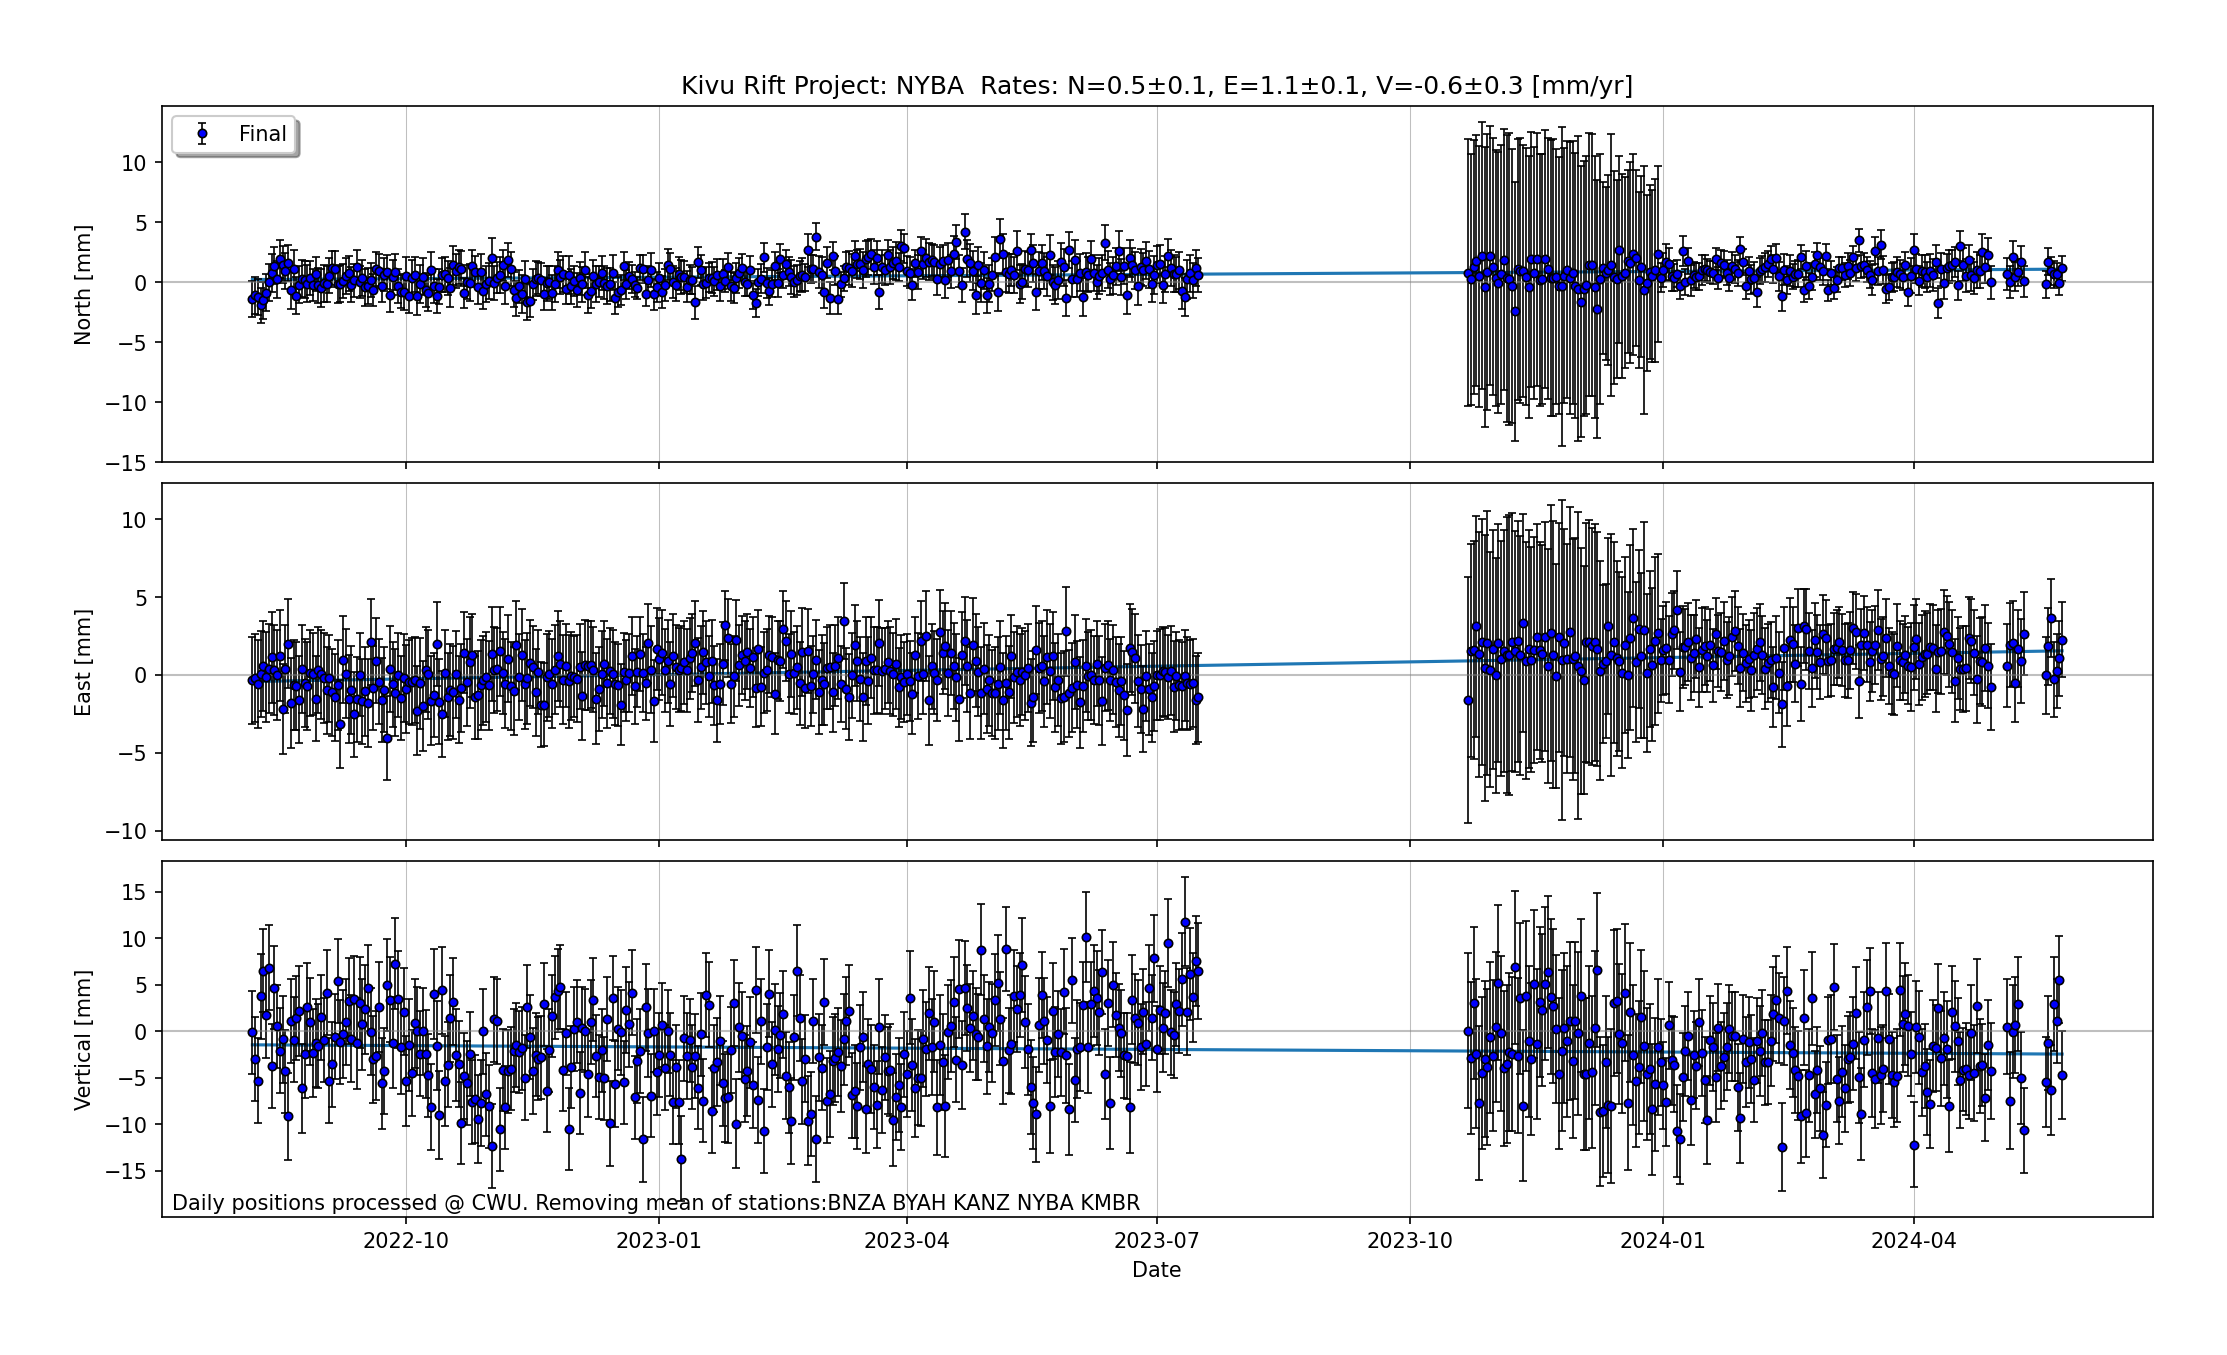 Kivu Rift Project: NYBA  Rates: N=0.5±0.1, E=1.1±0.1, V=-0.6±0.3 [mm/yr]
Final
North [mm]
10
5
0
−5
−10
−15
East [mm]
10
5
0
−5
−10
Vertical [mm]
15
10
5
0
−5
−10
−15
Daily positions processed @ CWU. Removing mean of stations:BNZA BYAH KANZ NYBA KMBR
2022-10 2023-01 2023-04 2023-07 2023-10 2024-01 2024-04
Date